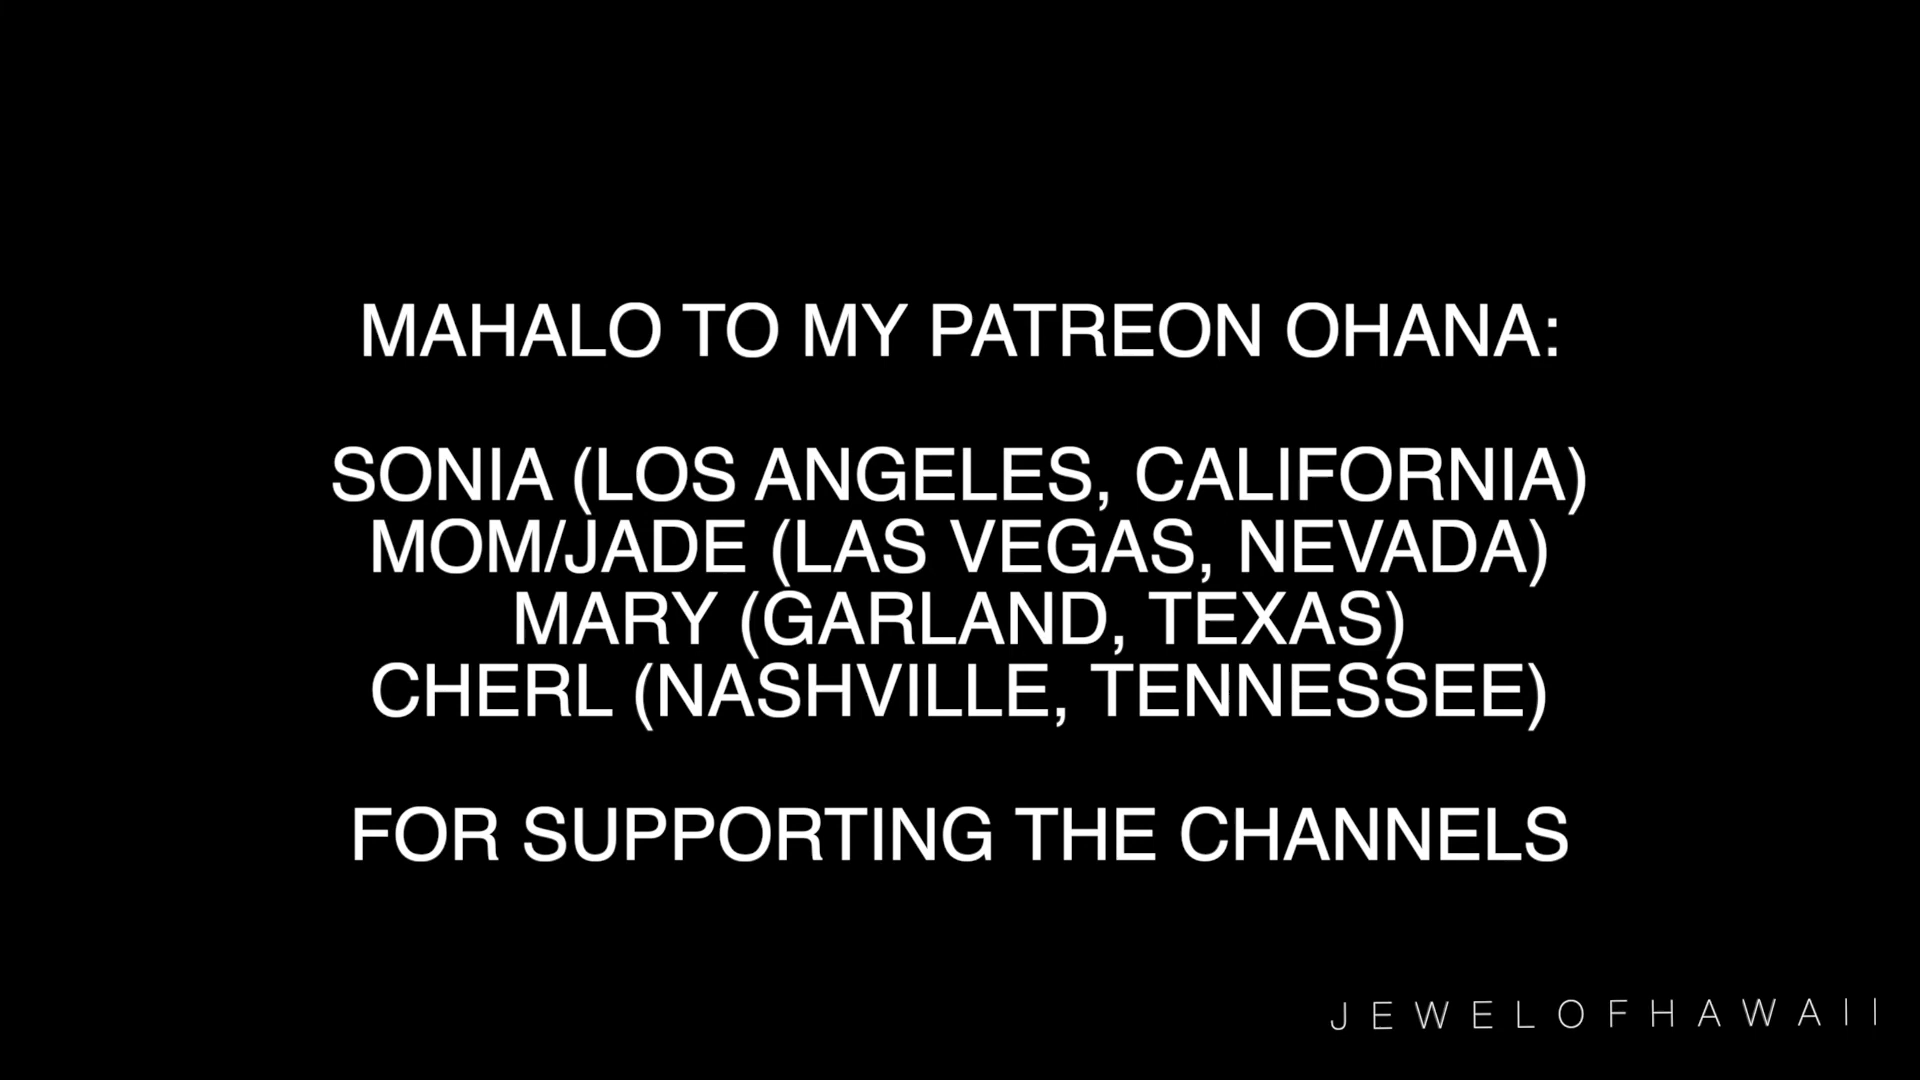 MAHALO TO MY PATREON OHANA:
SONIA (LOS ANGELES, CALIFORNIA)
MOM/JADE (LAS VEGAS, NEVADA)
MARY (GARLAND, TEXAS)
CHERL (NASHVILLE, TENNESSEE)
FOR SUPPORTING THE CHANNELS
JEWELOFHAWAII